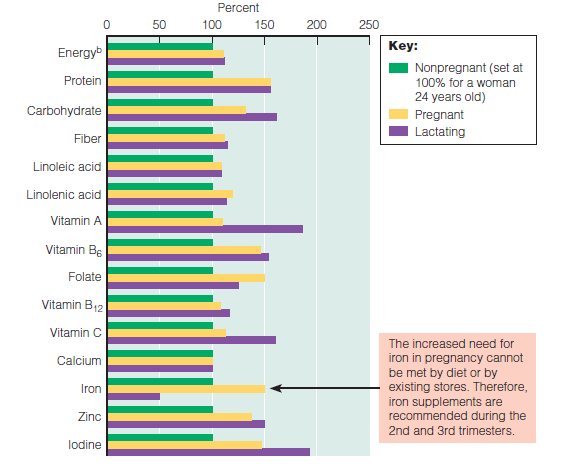 Percent
0 50 100 150 200 250
Energyᵇ
Protein
Carbohydrate
Fiber
Linoleic acid
Linolenic acid
Vitamin A
Vitamin B₆
Folate
Vitamin B₁₂
Vitamin C
Calcium
Iron
Zinc
Iodine
Key:
Nonpregnant (set at
100% for a woman
24 years old)
Pregnant
Lactating
The increased need for
iron in pregnancy cannot
be met by diet or by
existing stores. Therefore,
iron supplements are
recommended during the
2nd and 3rd trimesters.